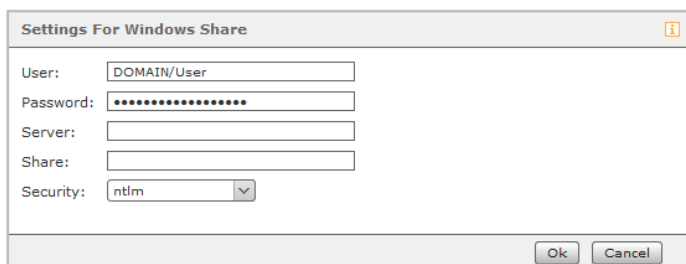 Settings For Windows Share
i
User: DOMAIN/User
Password: ••••••••••••••••••
Server:
Share:
Security: ntlm
Ok Cancel